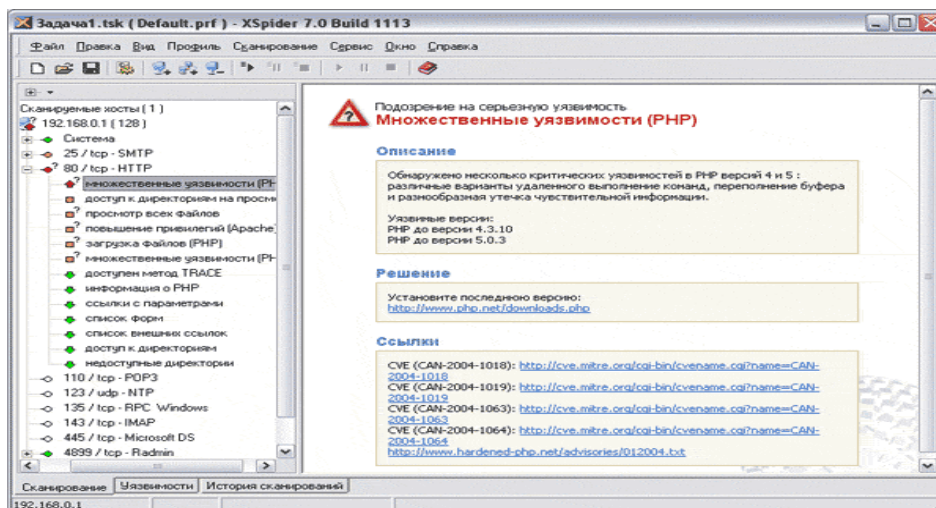 Задача1.tsk ( Default.prf ) - XSpider 7.0 Build 1113
Файл Правка Вид Профиль Сканирование Сервис Окно Справка
Сканируемые хосты ( 1 )
192.168.0.1 ( 128 )
Система
25 / tcp - SMTP
80 / tcp - HTTP
множественные уязвимости (PH
доступ к директориям на просм
просмотр всех файлов
повышение привилегий (Apache)
загрузка файлов (PHP)
множественные уязвимости (PH
доступен метод TRACE
информация о PHP
ссылки с параметрами
список форм
список внешних ссылок
доступ к директориям
недоступные директории
110 / tcp - POP3
123 / udp - NTP
135 / tcp - RPC Windows
143 / tcp - IMAP
445 / tcp - Microsoft DS
4899 / tcp - Radmin
Подозрение на серьезную уязвимость
Множественные уязвимости (PHP)
Описание
Обнаружено несколько критических уязвимостей в PHP версий 4 и 5 :
различные варианты удаленного выполнение команд, переполнение буфера
и разнообразная утечка чувствительной информации.
Уязвимые версии:
PHP до версии 4.3.10
PHP до версии 5.0.3
Решение
Установите последнюю версию:
http://www.php.net/downloads.php
Ссылки
CVE (CAN-2004-1018): http://cve.mitre.org/cgi-bin/cvename.cgi?name=CAN-
2004-1018
CVE (CAN-2004-1019): http://cve.mitre.org/cgi-bin/cvename.cgi?name=CAN-
2004-1019
CVE (CAN-2004-1063): http://cve.mitre.org/cgi-bin/cvename.cgi?name=CAN-
2004-1063
CVE (CAN-2004-1064): http://cve.mitre.org/cgi-bin/cvename.cgi?name=CAN-
2004-1064
http://www.hardened-php.net/advisories/012004.txt
Сканирование Уязвимости История сканирований
192.168.0.1